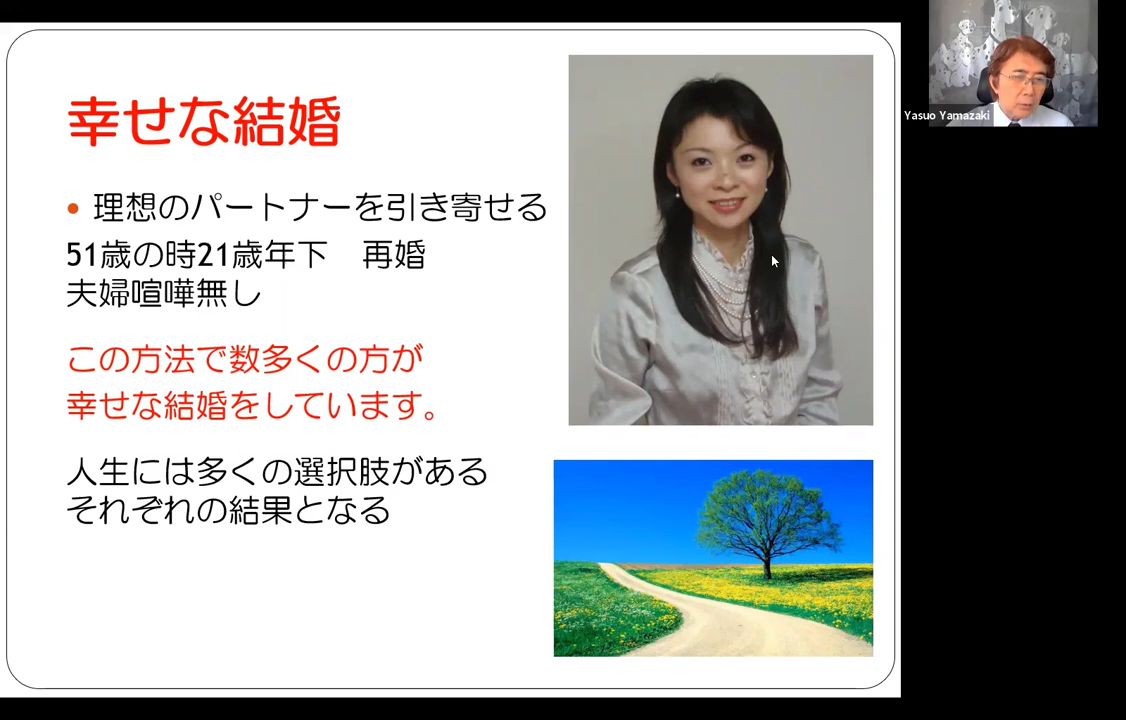 幸せな結婚
• 理想のパートナーを引き寄せる
51歳の時21歳年下　再婚
夫婦喧嘩無し
この方法で数多くの方が
幸せな結婚をしています。
人生には多くの選択肢がある
それぞれの結果となる
Yasuo Yamazaki